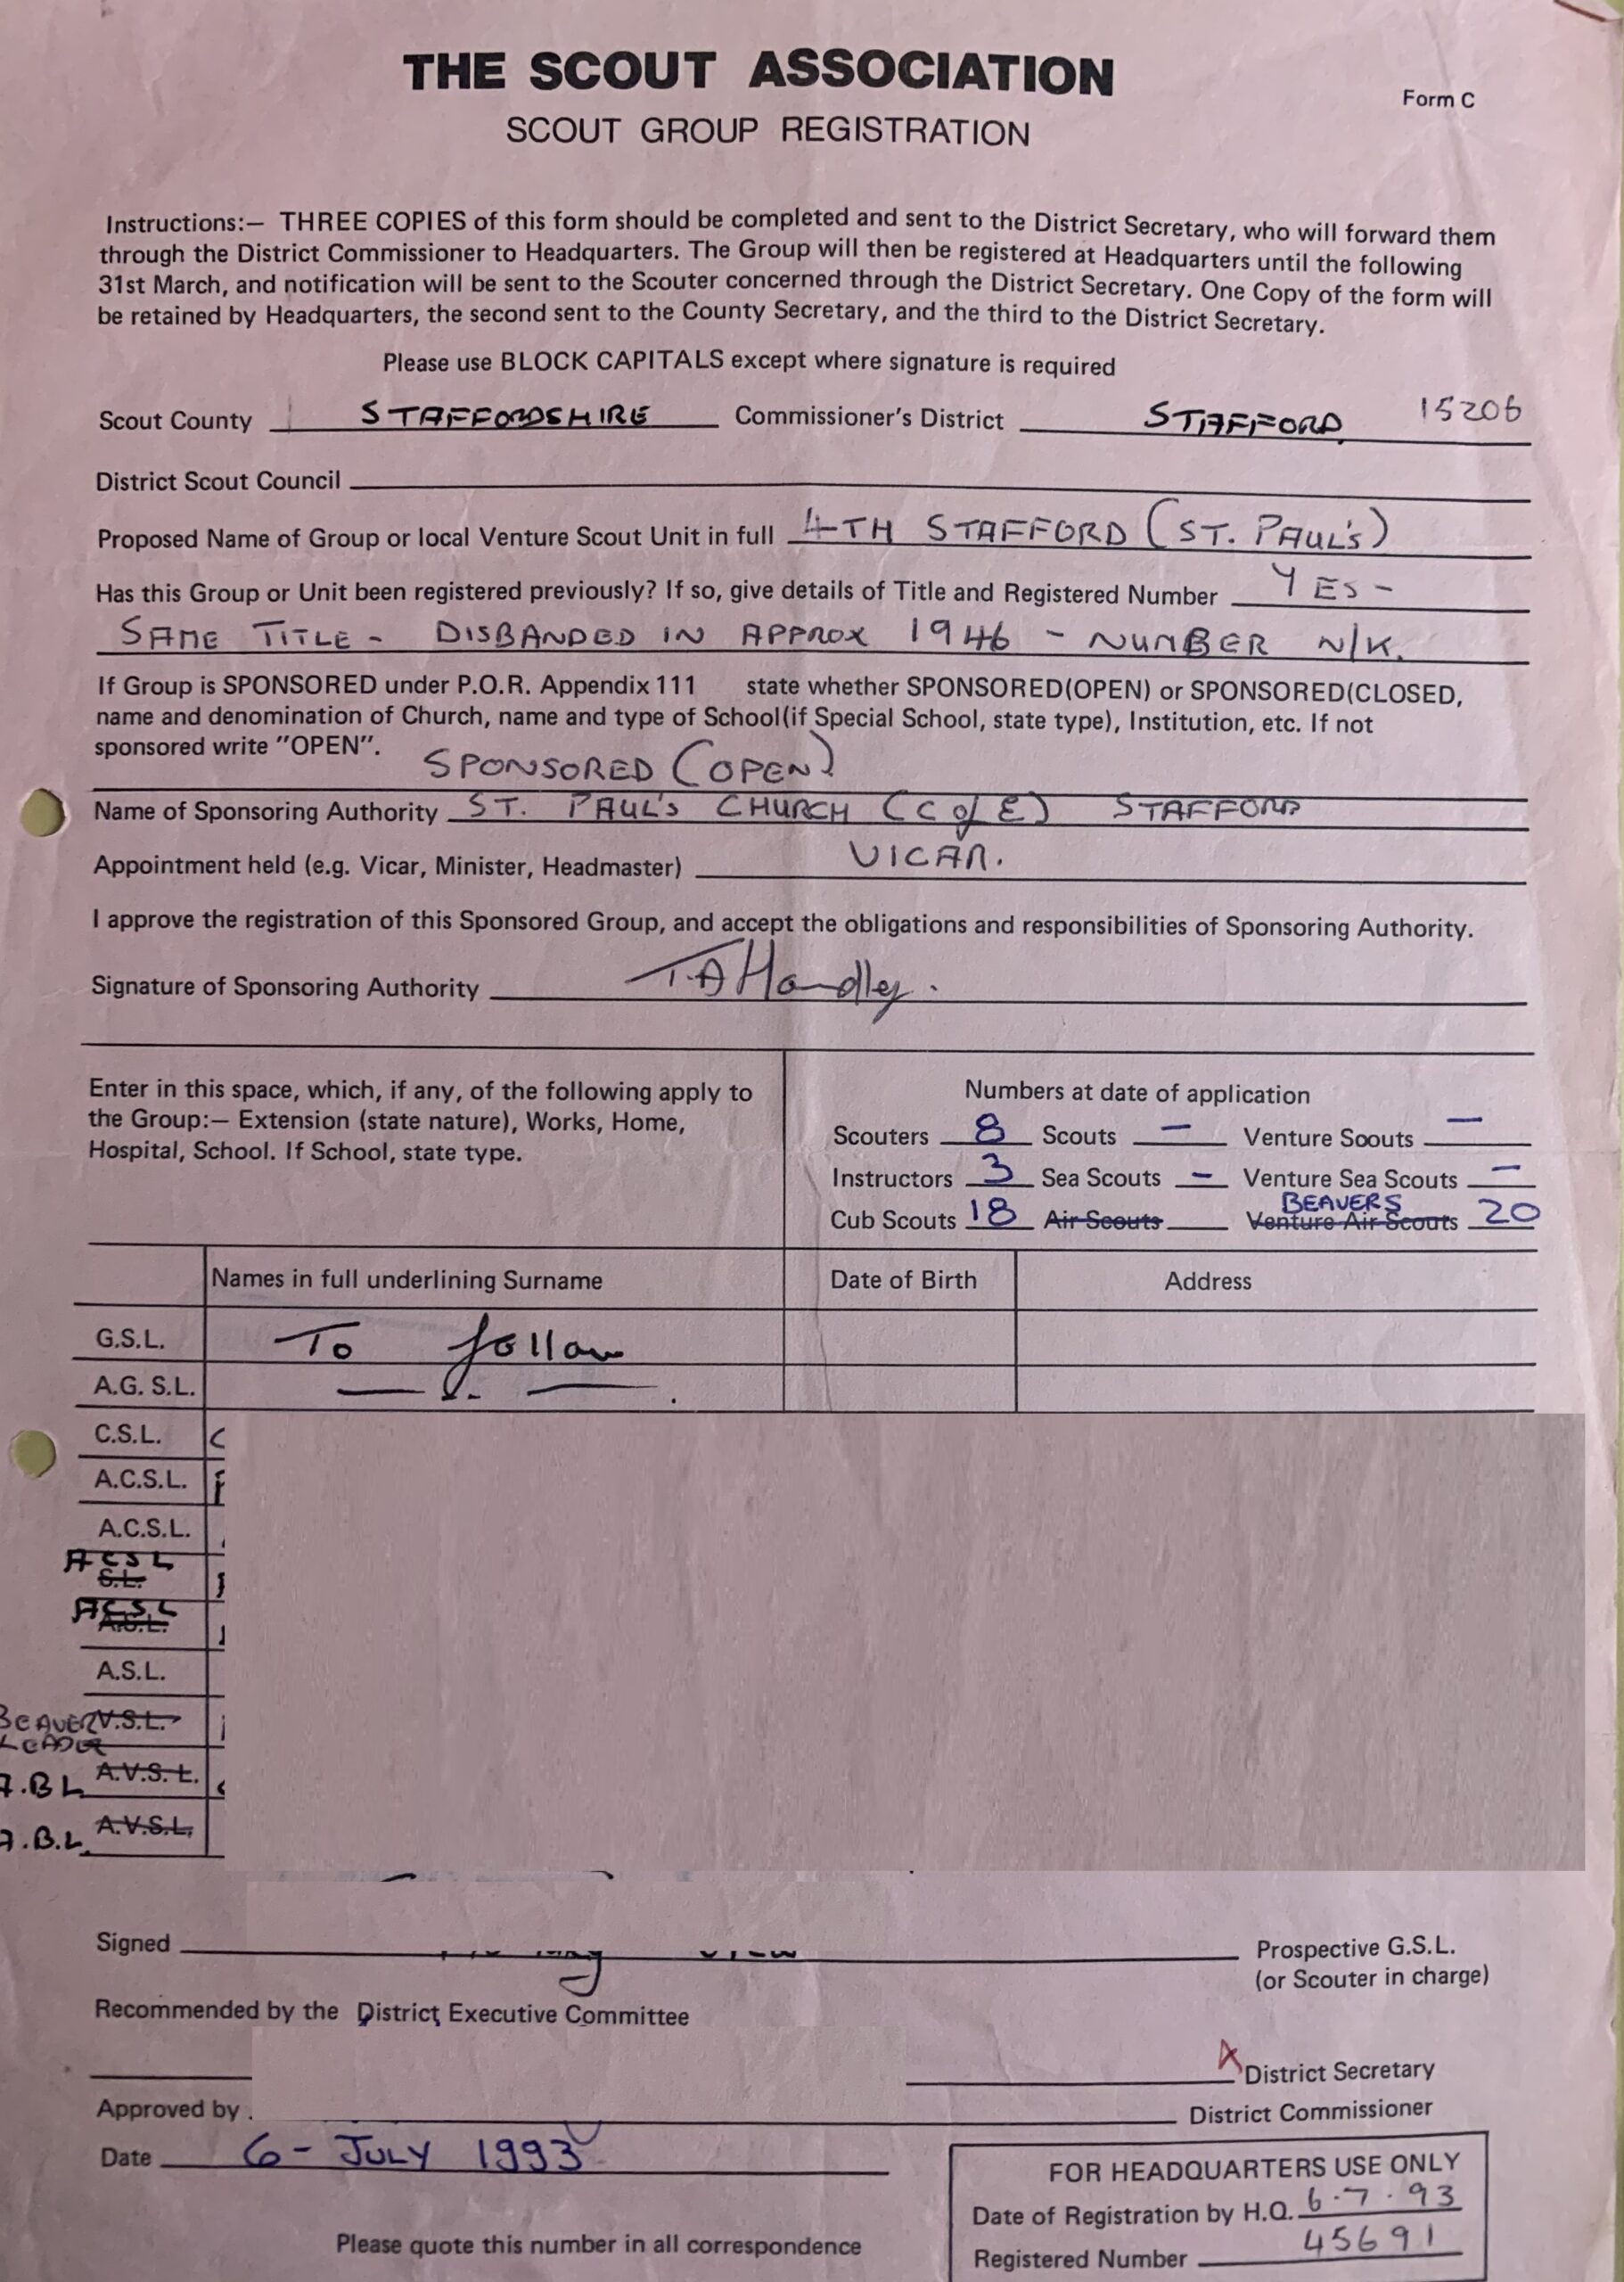 THE SCOUT ASSOCIATION
Form C
SCOUT GROUP REGISTRATION
Instructions:— THREE COPIES of this form should be completed and sent to the District Secretary, who will forward them
through the District Commissioner to Headquarters. The Group will then be registered at Headquarters until the following
31st March, and notification will be sent to the Scouter concerned through the District Secretary. One Copy of the form will
be retained by Headquarters, the second sent to the County Secretary, and the third to the District Secretary.
Please use BLOCK CAPITALS except where signature is required
Scout County STAFFORDSHIRE Commissioner's District STAFFORD 15206
District Scout Council
Proposed Name of Group or local Venture Scout Unit in full 4TH STAFFORD (ST. PAUL's)
Has this Group or Unit been registered previously? If so, give details of Title and Registered Number YES -
SAME TITLE - DISBANDED IN APPROX 1946 - NUMBER N/K.
If Group is SPONSORED under P.O.R. Appendix 111 state whether SPONSORED(OPEN) or SPONSORED(CLOSED,
name and denomination of Church, name and type of School(if Special School, state type), Institution, etc. If not
sponsored write "OPEN". SPONSORED (OPEN)
Name of Sponsoring Authority ST. PAUL's CHURCH (C of E) STAFFORD
Appointment held (e.g. Vicar, Minister, Headmaster) VICAR.
I approve the registration of this Sponsored Group, and accept the obligations and responsibilities of Sponsoring Authority.
Signature of Sponsoring Authority T.A Handley.
Enter in this space, which, if any, of the following apply to
the Group:— Extension (state nature), Works, Home,
Hospital, School. If School, state type.
Numbers at date of application
Scouters 8 Scouts — Venture Scouts —
Instructors 3 Sea Scouts - Venture Sea Scouts —
BEAVERS
Cub Scouts 18 Air Scouts Venture Air Scouts 20
Names in full underlining Surname Date of Birth Address
G.S.L. To follow
A.G. S.L.
C.S.L.
A.C.S.L.
A.C.S.L.
ACSL
S.L.
ACSL
A.S.L.
A.S.L.
BEAVER V.S.L.
LEADER
A.BL A.V.S.L.
A.B.L. A.V.S.L.
Signed Prospective G.S.L.
(or Scouter in charge)
Recommended by the District Executive Committee
District Secretary
Approved by District Commissioner
Date 6 - JULY 1993
FOR HEADQUARTERS USE ONLY
Date of Registration by H.Q. 6.7.93
Registered Number 45691
Please quote this number in all correspondence